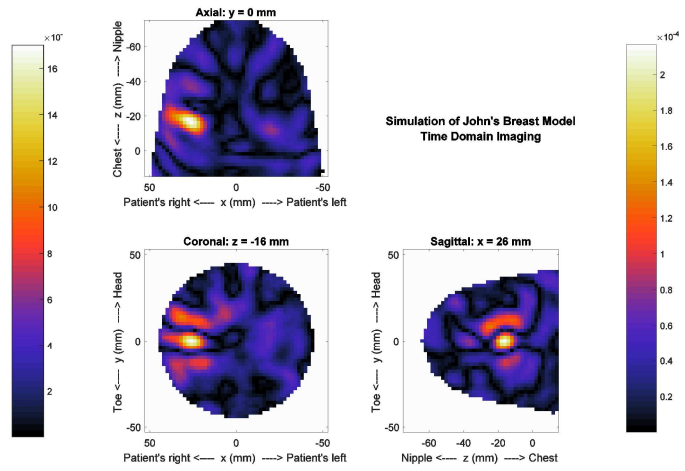 Axial: y = 0 mm
×10⁻
16
14
12
10
8
6
4
2
Chest <---- z (mm) ----> Nipple
-60
-40
-20
0
50 0 -50
Patient's right <---- x (mm) ----> Patient's left
Simulation of John's Breast Model
Time Domain Imaging
×10⁻⁴
2
1.8
1.6
1.4
1.2
1
0.8
0.6
0.4
0.2
Coronal: z = -16 mm
Toe <---- y (mm) ----> Head
50
0
-50
50 0 -50
Patient's right <---- x (mm) ----> Patient's left
Sagittal: x = 26 mm
Toe <---- y (mm) ----> Head
50
0
-50
-60 -40 -20 0
Nipple <---- z (mm) ----> Chest